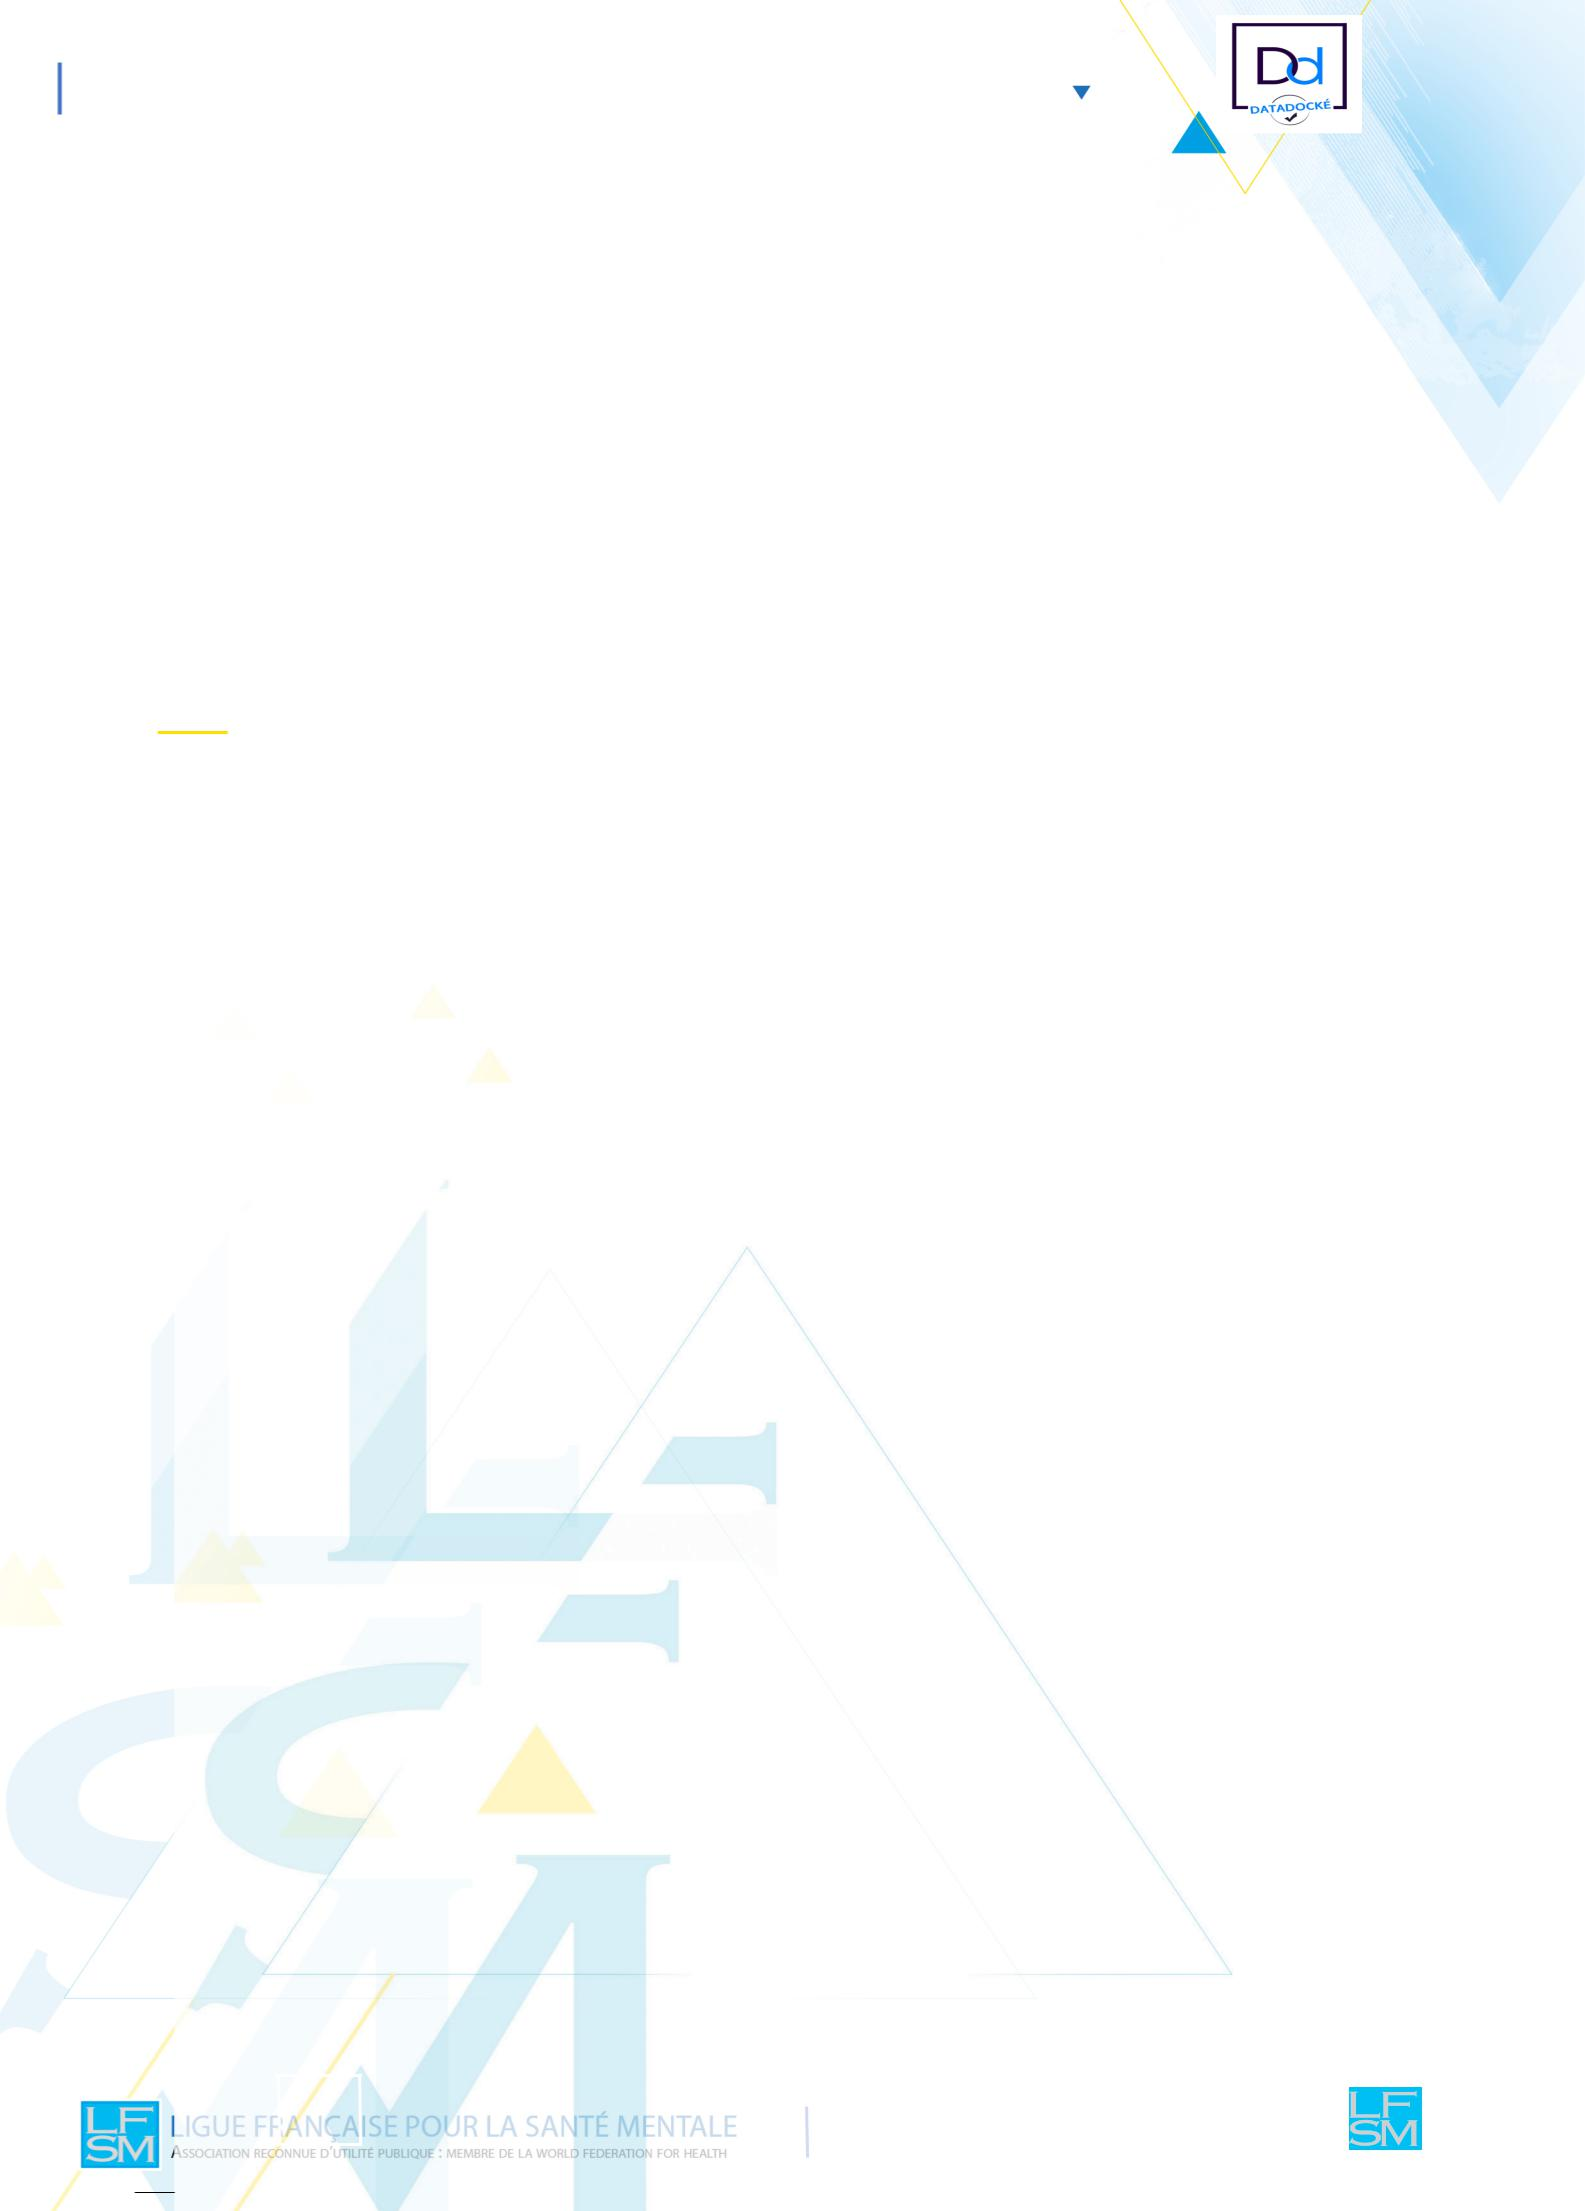 Dd
DATADOCKÉ
LF
SM
LIGUE FRANÇAISE POUR LA SANTÉ MENTALE
ASSOCIATION RECONNUE D'UTILITÉ PUBLIQUE : MEMBRE DE LA WORLD FEDERATION FOR HEALTH
LF
SM